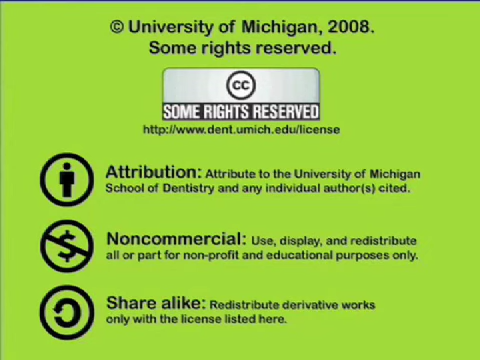 © University of Michigan, 2008.
Some rights reserved.
cc
SOME RIGHTS RESERVED
http://www.dent.umich.edu/license
Attribution: Attribute to the University of Michigan
School of Dentistry and any individual author(s) cited.
Noncommercial: Use, display, and redistribute
all or part for non-profit and educational purposes only.
Share alike: Redistribute derivative works
only with the license listed here.